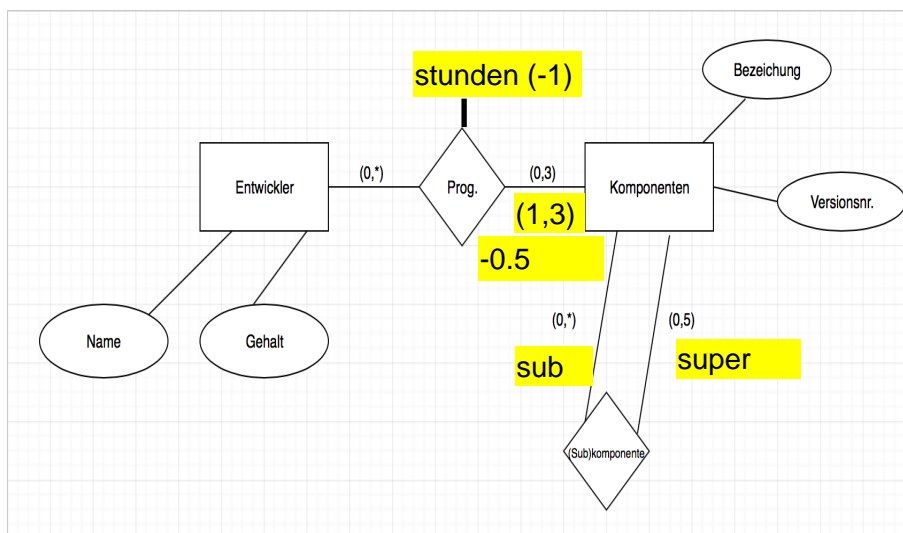 stunden (-1)
Bezeichung
(0,*)
(0,3)
Entwickler
Prog.
Komponenten
Versionsnr.
(1,3)
-0.5
Name
Gehalt
(0,*)
(0,5)
sub
super
(Sub)komponente